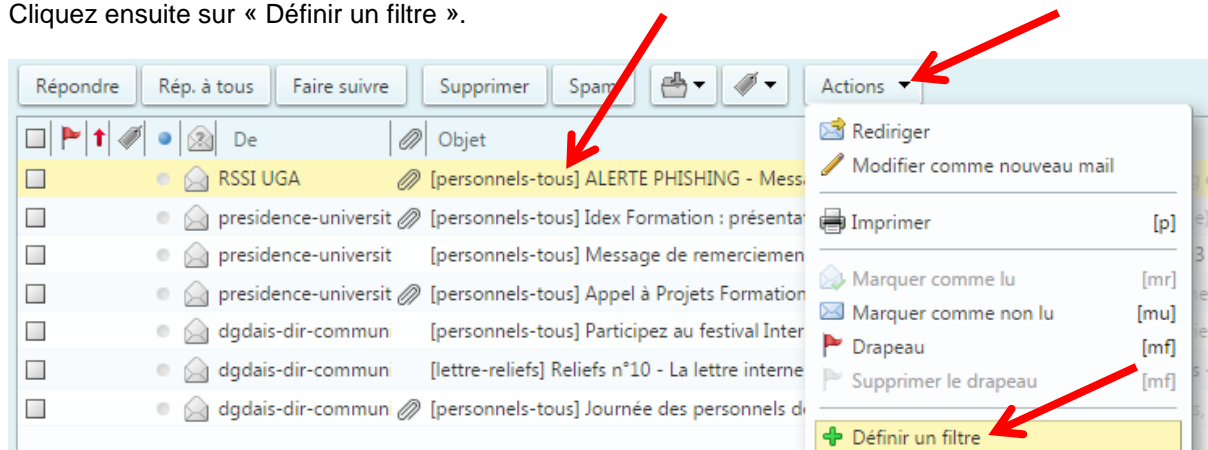 Cliquez ensuite sur « Définir un filtre ».
Répondre Rép. à tous Faire suivre Supprimer Spam Actions
De Objet
RSSI UGA [personnels-tous] ALERTE PHISHING - Mess
presidence-universit [personnels-tous] Idex Formation : présenta
presidence-universit [personnels-tous] Message de remerciemen
presidence-universit [personnels-tous] Appel à Projets Formation
dgdais-dir-commun [personnels-tous] Participez au festival Inter
dgdais-dir-commun [lettre-reliefs] Reliefs n°10 - La lettre interne
dgdais-dir-commun [personnels-tous] Journée des personnels d
Rediriger
Modifier comme nouveau mail
Imprimer [p]
Marquer comme lu [mr]
Marquer comme non lu [mu]
Drapeau [mf]
Supprimer le drapeau [mf]
Définir un filtre